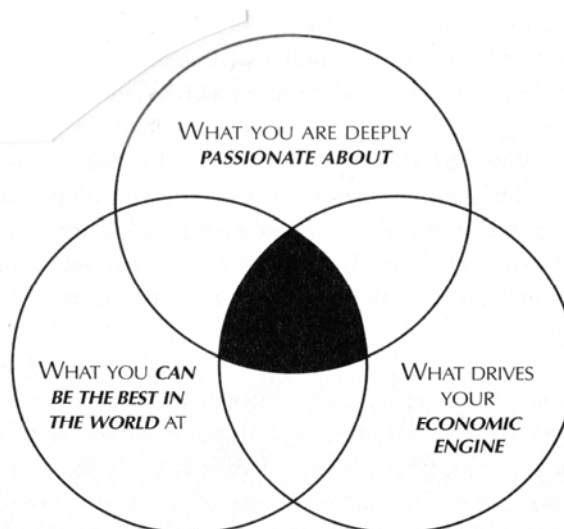 WHAT YOU ARE DEEPLY
PASSIONATE ABOUT
WHAT YOU CAN
BE THE BEST IN
THE WORLD AT
WHAT DRIVES
YOUR
ECONOMIC
ENGINE